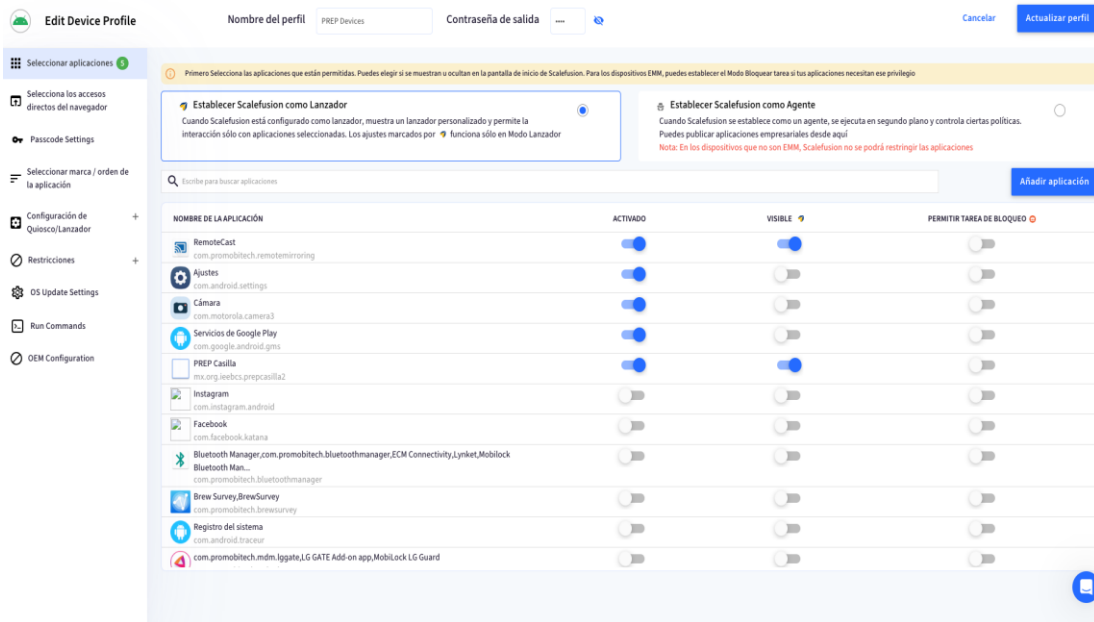 Edit Device Profile
Nombre del perfil
PREP Devices
Contraseña de salida
····
Cancelar
Actualizar perfil
Seleccionar aplicaciones 5
Selecciona los accesos
directos del navegador
Passcode Settings
Seleccionar marca / orden de
la aplicación
Configuración de
Quiosco/Lanzador
+
Restricciones
+
OS Update Settings
Run Commands
OEM Configuration
Primero Selecciona las aplicaciones que están permitidas. Puedes elegir si se muestran u ocultan en la pantalla de inicio de Scalefusion. Para los dispositivos EMM, puedes establecer el Modo Bloquear tarea si tus aplicaciones necesitan ese privilegio
Establecer Scalefusion como Lanzador
Cuando Scalefusion está configurado como lanzador, muestra un lanzador personalizado y permite la
interacción sólo con aplicaciones seleccionadas. Los ajustes marcados por funciona sólo en Modo Lanzador
Establecer Scalefusion como Agente
Cuando Scalefusion se establece como un agente, se ejecuta en segundo plano y controla ciertas políticas.
Puedes publicar aplicaciones empresariales desde aquí
Nota: En los dispositivos que no son EMM, Scalefusion no se podrá restringir las aplicaciones
Escribe para buscar aplicaciones
Añadir aplicación
NOMBRE DE LA APLICACIÓN ACTIVADO VISIBLE PERMITIR TAREA DE BLOQUEO
RemoteCast
com.promobitech.remotemirroring
Ajustes
com.android.settings
Cámara
com.motorola.camera3
Servicios de Google Play
com.google.android.gms
PREP Casilla
mx.org.ieebcs.prepcasilla2
Instagram
com.instagram.android
Facebook
com.facebook.katana
Bluetooth Manager,com.promobitech.bluetoothmanager,ECM Connectivity,Lynket,Mobilock
Bluetooth Man...
com.promobitech.bluetoothmanager
Brew Survey,BrewSurvey
com.promobitech.brewsurvey
Registro del sistema
com.android.traceur
com.promobitech.mdm.lggate,LG GATE Add-on app,MobiLock LG Guard